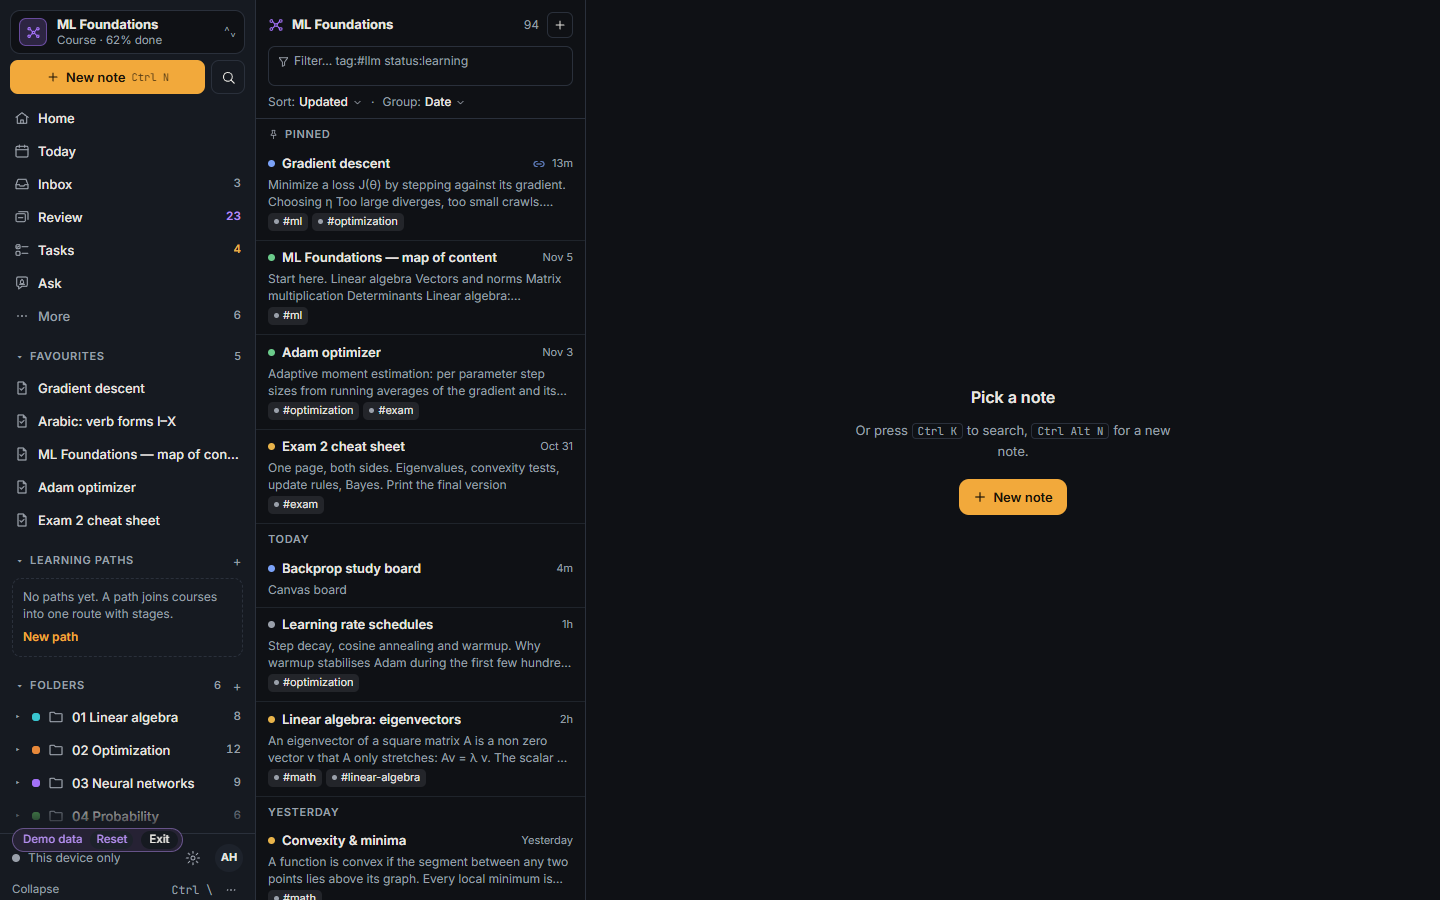 ML Foundations
Course · 62% done
New note Ctrl N
Home
Today
Inbox 3
Review 23
Tasks 4
Ask
More 6
FAVOURITES 5
Gradient descent
Arabic: verb forms I–X
ML Foundations — map of con...
Adam optimizer
Exam 2 cheat sheet
LEARNING PATHS +
No paths yet. A path joins courses
into one route with stages.
New path
FOLDERS 6 +
01 Linear algebra 8
02 Optimization 12
03 Neural networks 9
04 Probability 6
Demo data Reset Exit
This device only AH
Collapse Ctrl \ ...
ML Foundations 94 +
Filter... tag:#llm status:learning
Sort: Updated · Group: Date
PINNED
Gradient descent 13m
Minimize a loss J(θ) by stepping against its gradient.
Choosing η Too large diverges, too small crawls....
#ml #optimization
ML Foundations — map of content Nov 5
Start here. Linear algebra Vectors and norms Matrix
multiplication Determinants Linear algebra:...
#ml
Adam optimizer Nov 3
Adaptive moment estimation: per parameter step
sizes from running averages of the gradient and its...
#optimization #exam
Exam 2 cheat sheet Oct 31
One page, both sides. Eigenvalues, convexity tests,
update rules, Bayes. Print the final version
#exam
TODAY
Backprop study board 4m
Canvas board
Learning rate schedules 1h
Step decay, cosine annealing and warmup. Why
warmup stabilises Adam during the first few hundre...
#optimization
Linear algebra: eigenvectors 2h
An eigenvector of a square matrix A is a non zero
vector v that A only stretches: Av = λ v. The scalar ...
#math #linear-algebra
YESTERDAY
Convexity & minima Yesterday
A function is convex if the segment between any two
points lies above its graph. Every local minimum is...
#math
Pick a note
Or press Ctrl K to search, Ctrl Alt N for a new
note.
New note